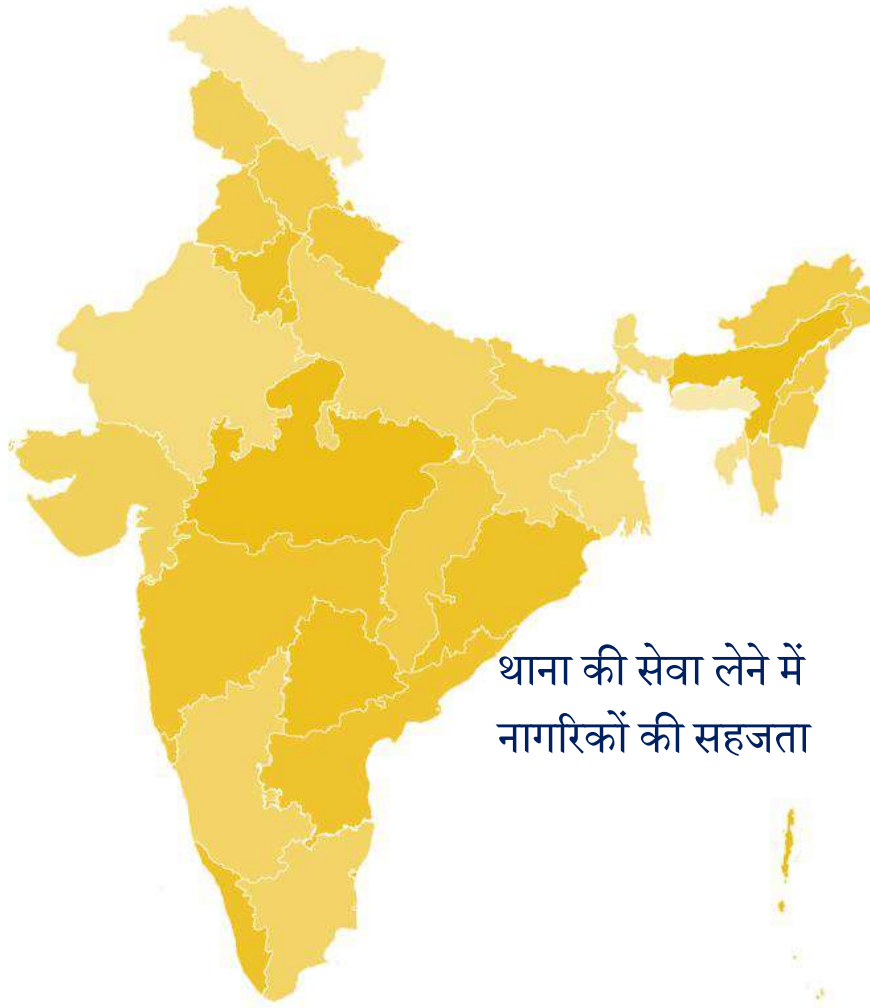 थाना की सेवा लेने में
नागरिकों की सहजता